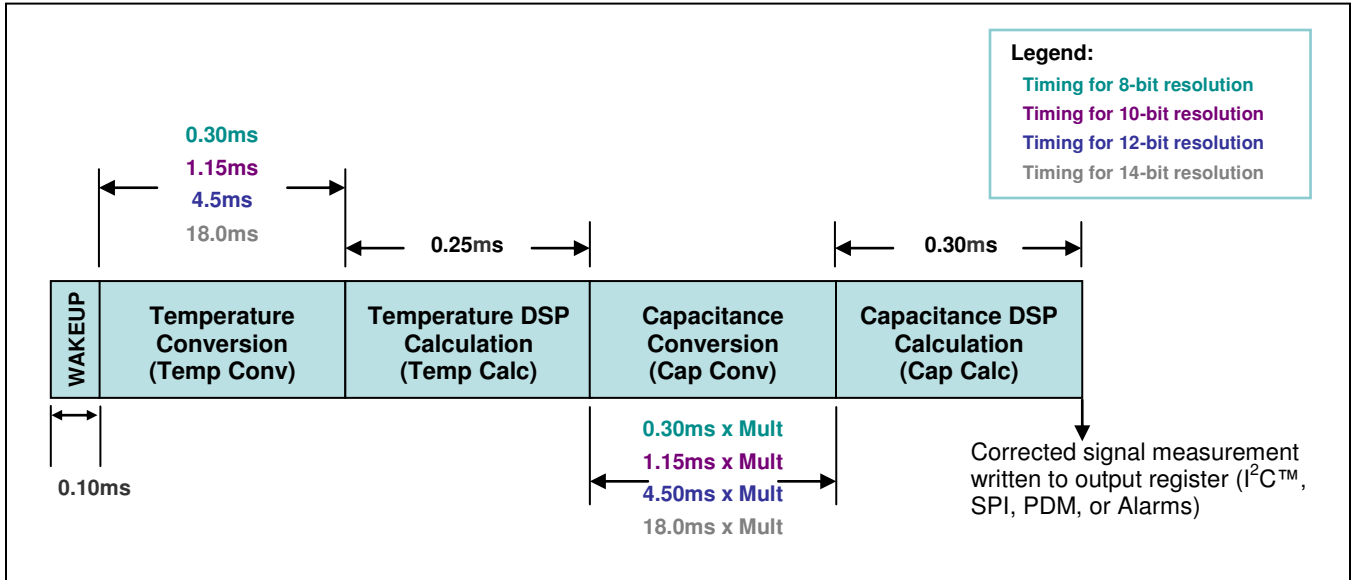 Legend:
Timing for 8-bit resolution
Timing for 10-bit resolution
Timing for 12-bit resolution
Timing for 14-bit resolution
0.30ms
1.15ms
4.5ms
18.0ms
0.25ms
0.30ms
WAKEUP
Temperature
Conversion
(Temp Conv)
Temperature DSP
Calculation
(Temp Calc)
Capacitance
Conversion
(Cap Conv)
Capacitance DSP
Calculation
(Cap Calc)
0.10ms
0.30ms x Mult
1.15ms x Mult
4.50ms x Mult
18.0ms x Mult
Corrected signal measurement
written to output register (I²C™,
SPI, PDM, or Alarms)